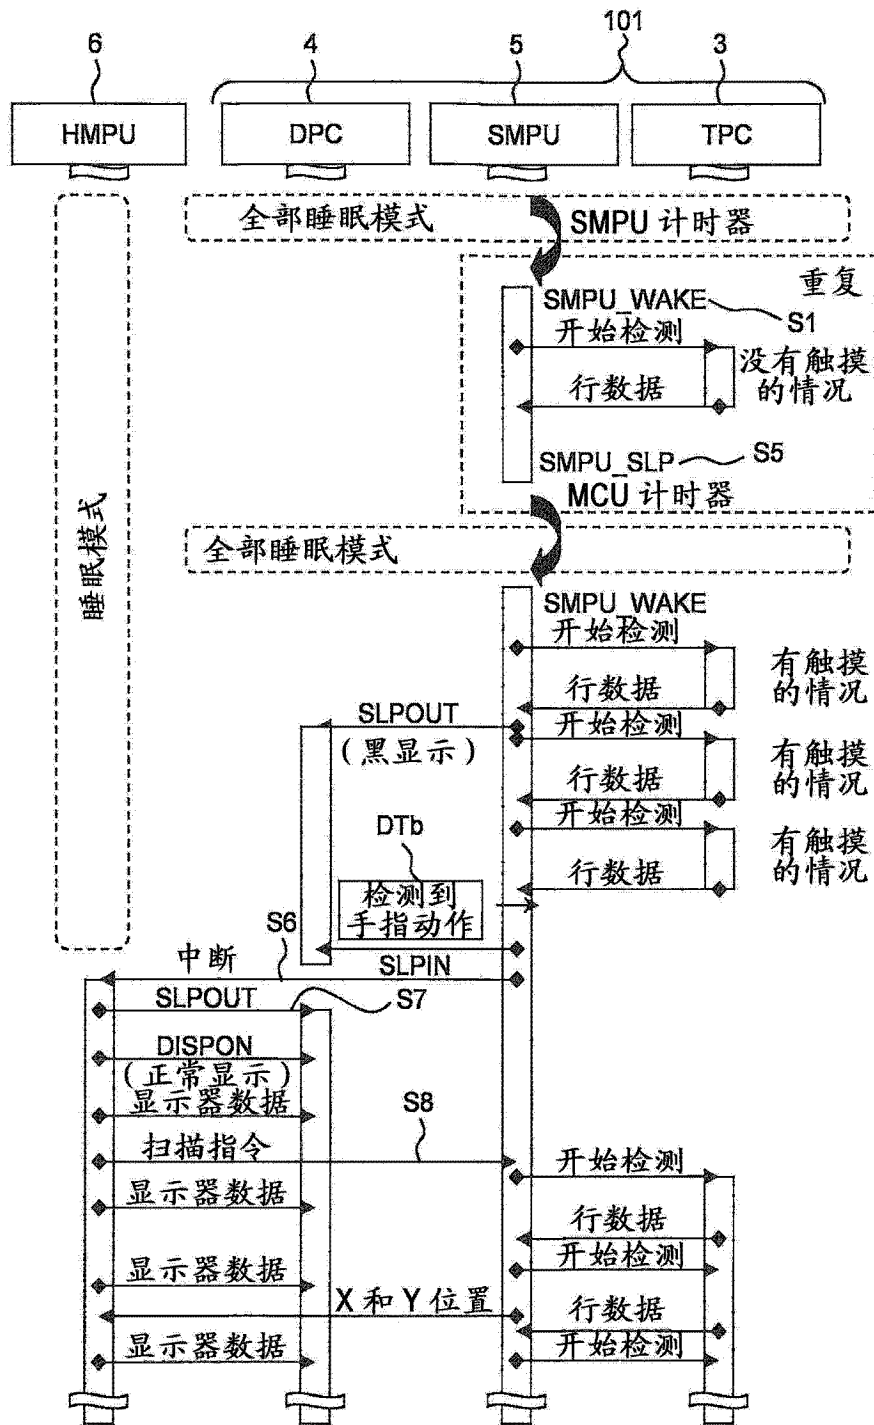 101
6
4
5
3
HMPU
DPC
SMPU
TPC
全部睡眠模式
SMPU 计时器
重复
SMPU_WAKE
S1
开始检测
没有触摸
的情况
行数据
SMPU_SLP
S5
MCU 计时器
睡眠模式
全部睡眠模式
SMPU_WAKE
开始检测
有触摸
的情况
行数据
SLPOUT
(黑显示)
开始检测
有触摸
的情况
行数据
开始检测
DTb
有触摸
的情况
行数据
检测到
手指动作
S6
中断
SLPIN
SLPOUT
S7
DISPON
(正常显示)
显示器数据
S8
扫描指令
开始检测
显示器数据
行数据
开始检测
显示器数据
X 和 Y 位置
行数据
显示器数据
开始检测